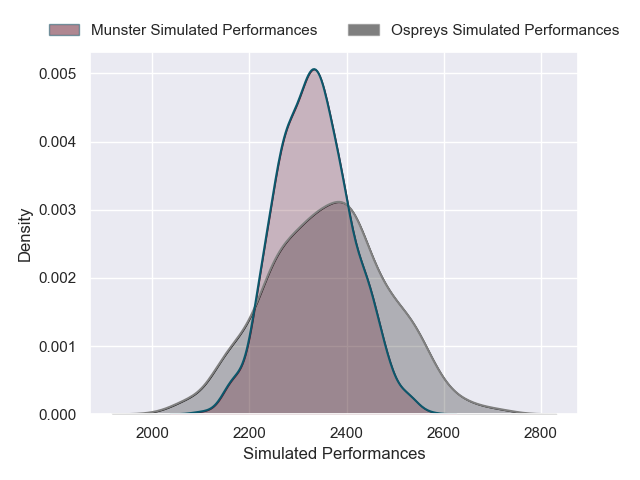 Munster Simulated Performances Ospreys Simulated Performances
0.005
0.004
0.003
0.002
0.001
0.000
Density
2000 2200 2400 2600 2800
Simulated Performances